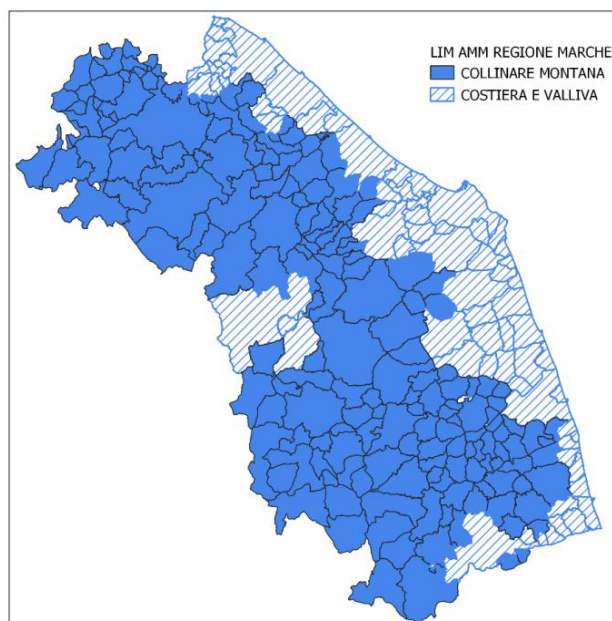 LIM AMM REGIONE MARCHE
COLLINARE MONTANA
COSTIERA E VALLIVA